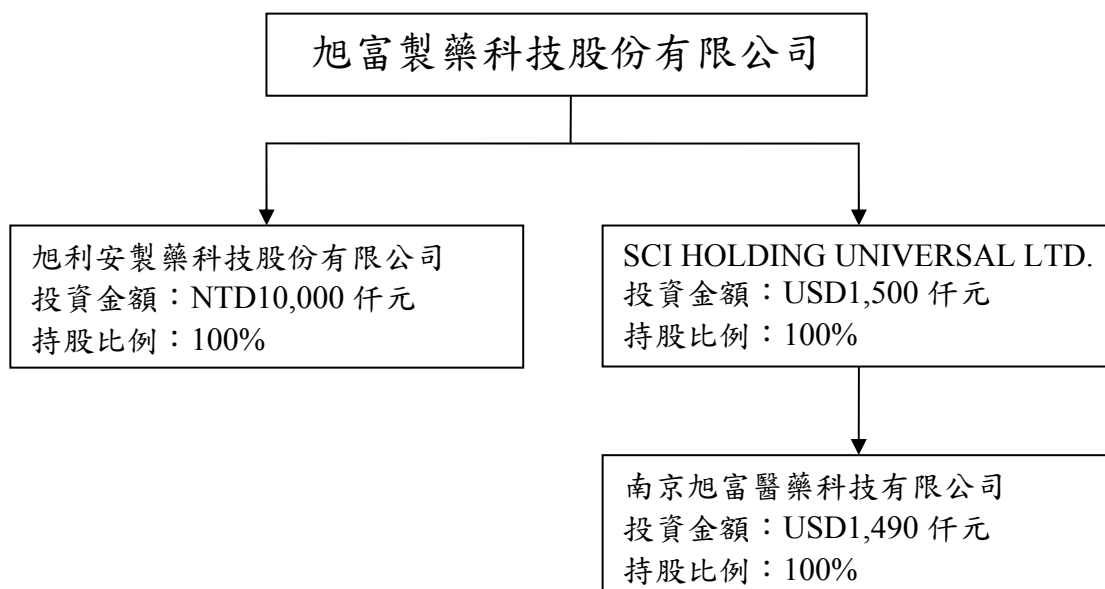 旭富製藥科技股份有限公司
旭利安製藥科技股份有限公司
投資金額：NTD10,000 仟元
持股比例：100%
SCI HOLDING UNIVERSAL LTD.
投資金額：USD1,500 仟元
持股比例：100%
南京旭富醫藥科技有限公司
投資金額：USD1,490 仟元
持股比例：100%